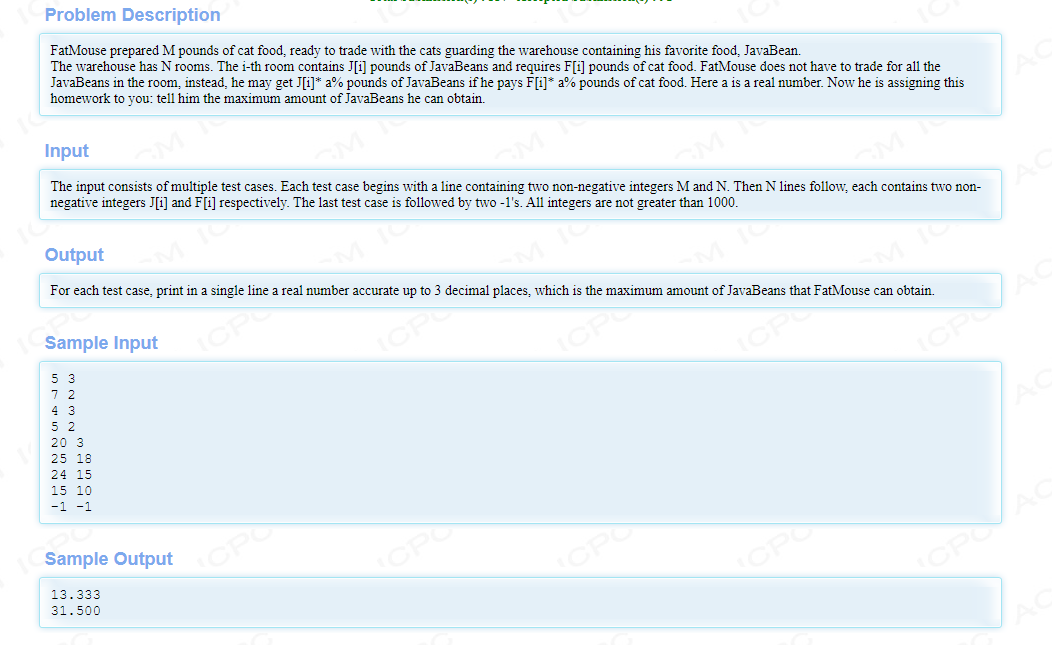 Problem Description
FatMouse prepared M pounds of cat food, ready to trade with the cats guarding the warehouse containing his favorite food, JavaBean.
The warehouse has N rooms. The i-th room contains J[i] pounds of JavaBeans and requires F[i] pounds of cat food. FatMouse does not have to trade for all the
JavaBeans in the room, instead, he may get J[i]* a% pounds of JavaBeans if he pays F[i]* a% pounds of cat food. Here a is a real number. Now he is assigning this
homework to you: tell him the maximum amount of JavaBeans he can obtain.
Input
The input consists of multiple test cases. Each test case begins with a line containing two non-negative integers M and N. Then N lines follow, each contains two non-
negative integers J[i] and F[i] respectively. The last test case is followed by two -1's. All integers are not greater than 1000.
Output
For each test case, print in a single line a real number accurate up to 3 decimal places, which is the maximum amount of JavaBeans that FatMouse can obtain.
Sample Input
5 3
7 2
4 3
5 2
20 3
25 18
24 15
15 10
-1 -1
Sample Output
13.333
31.500